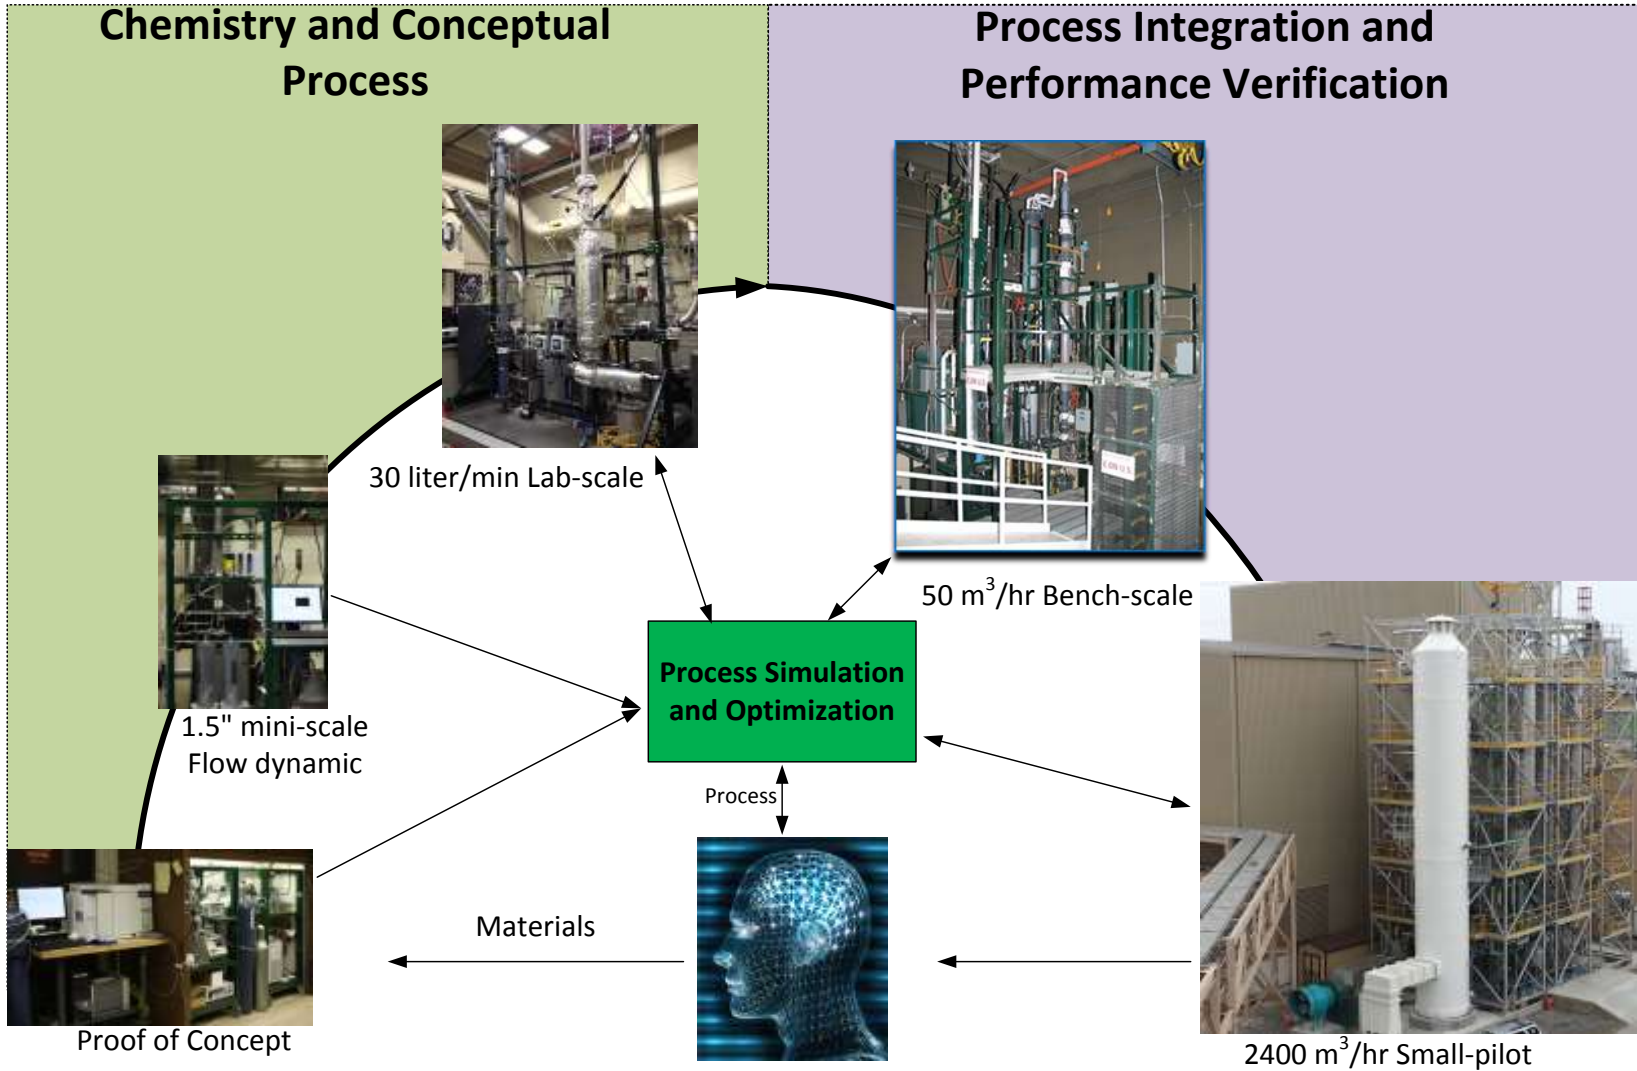 Chemistry and Conceptual
Process
Process Integration and
Performance Verification
30 liter/min Lab-scale
50 m³/hr Bench-scale
1.5" mini-scale
Flow dynamic
Process Simulation
and Optimization
Process
Materials
Proof of Concept
2400 m³/hr Small-pilot